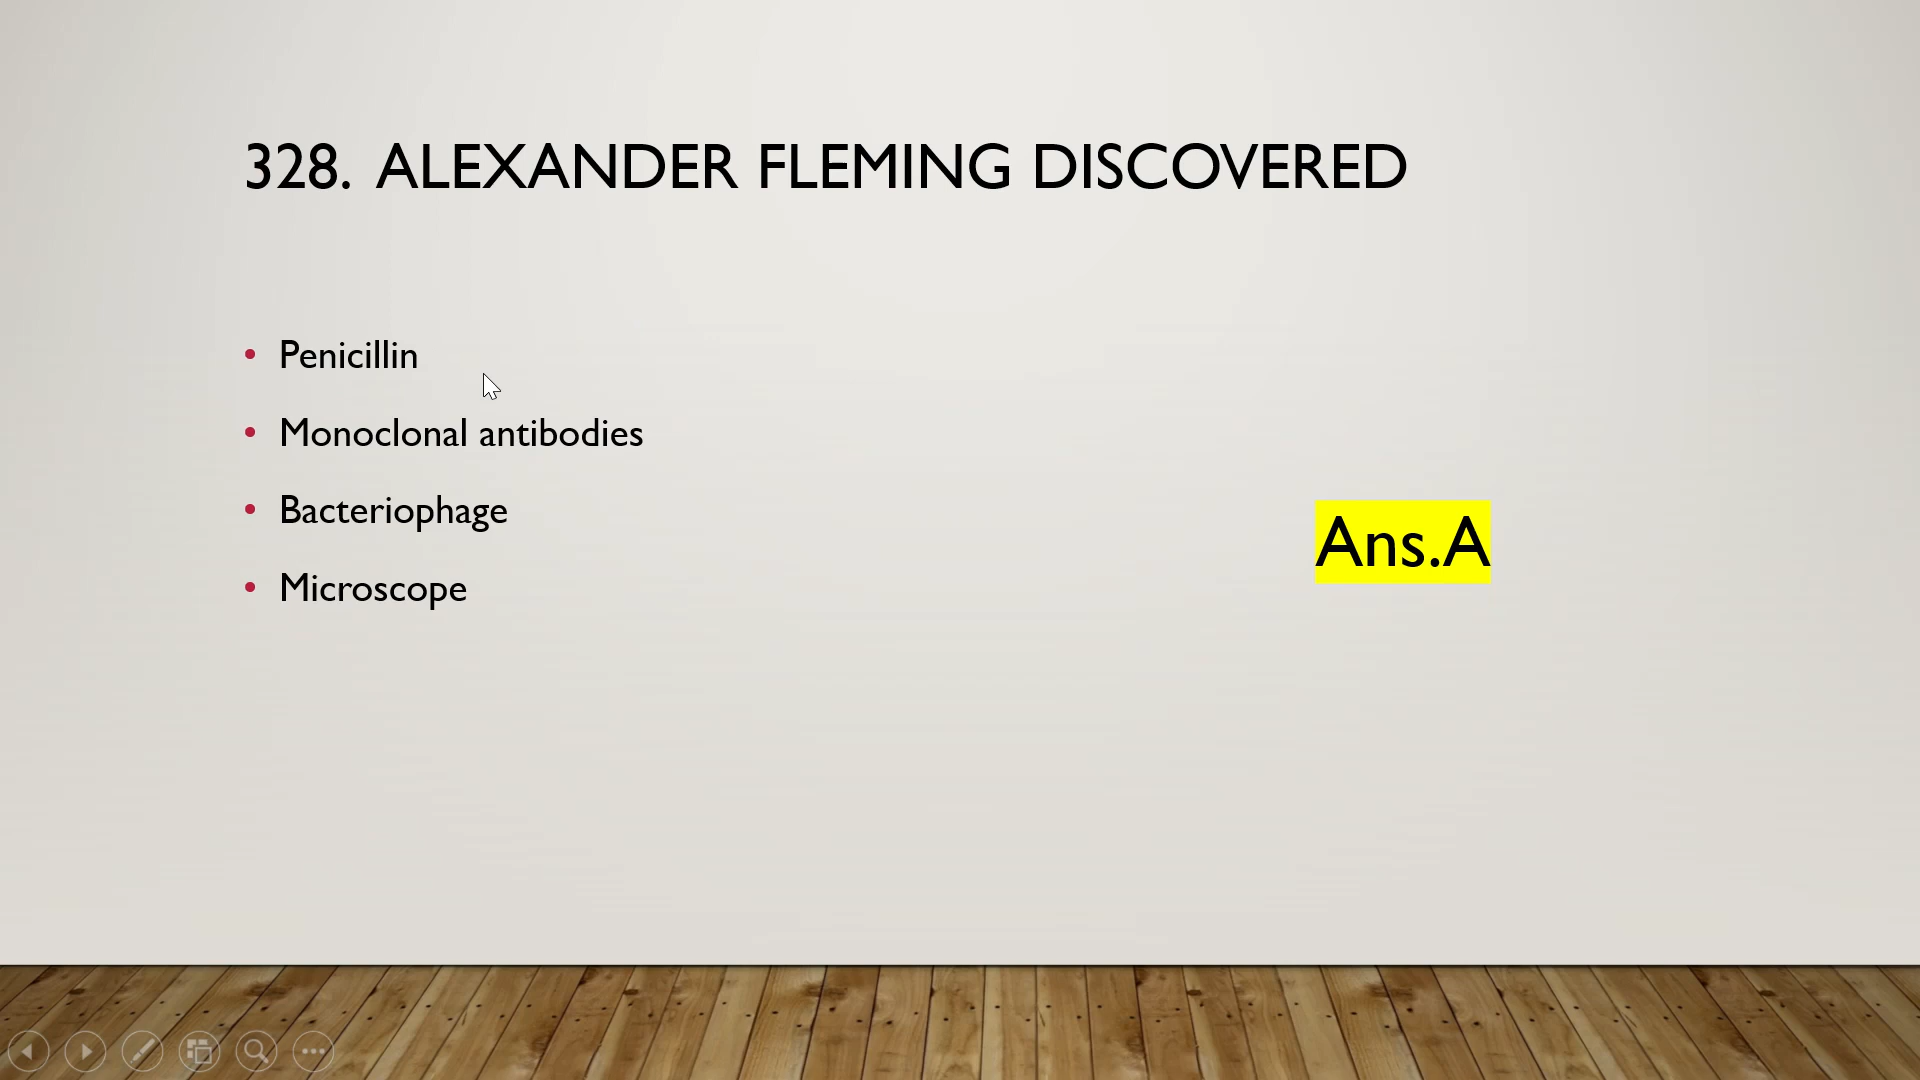 328. ALEXANDER FLEMING DISCOVERED
• Penicillin
• Monoclonal antibodies
• Bacteriophage
• Microscope
Ans.A